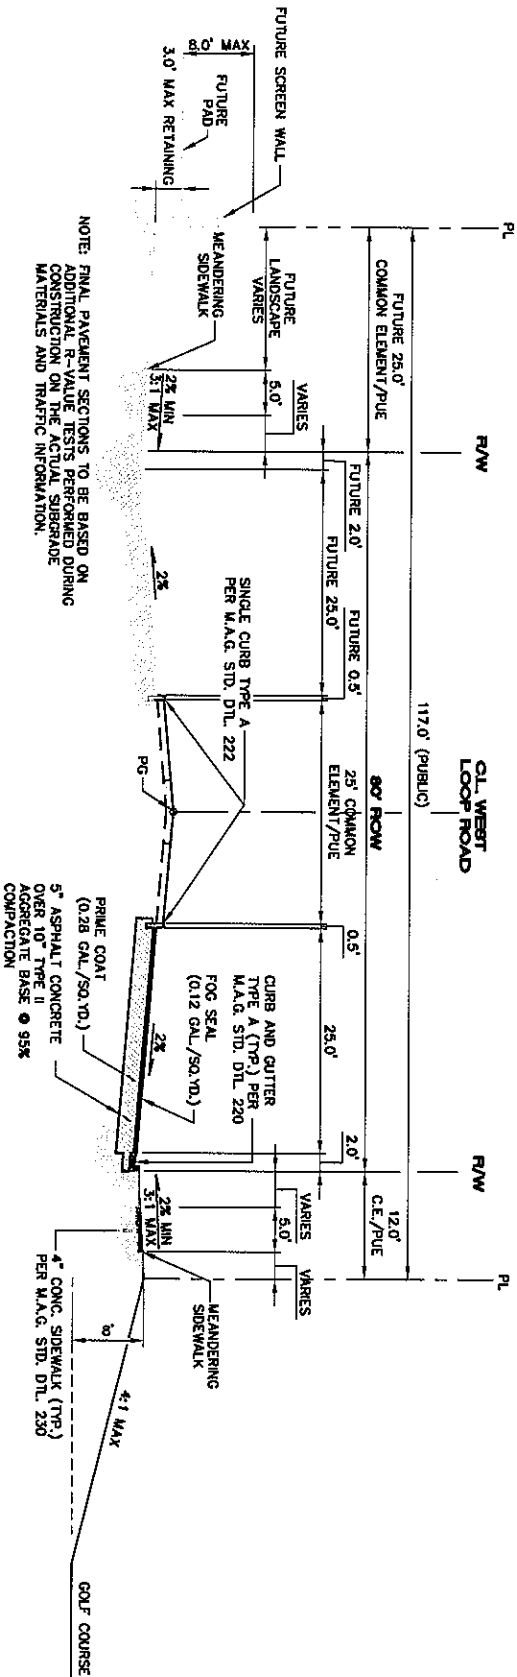 PL
R/W
C.L. WEST
LOOP ROAD
R/W
PL
117.0' (PUBLIC)
FUTURE 25.0'
COMMON ELEMENT/PUE
80' ROW
12.0'
C.E./PUE
FUTURE SCREEN WALL
6.0' MAX
FUTURE
PAD
3.0' MAX RETAINING
FUTURE
LANDSCAPE
VARIES
5.0'
VARIES
FUTURE 2.0'
FUTURE 25.0'
FUTURE 0.5'
25' COMMON
ELEMENT/PUE
0.5'
25.0'
2.0'
VARIES
5.0'
VARIES
MEANDERING
SIDEWALK
2% MIN
3:1 MAX
2%
SINGLE CURB TYPE A
PER M.A.G. STD. DTL. 222
PG
CURB AND GUTTER
TYPE A (TYP.) PER
M.A.G. STD. DTL. 220
FOG SEAL
(0.12 GAL./SQ.YD.)
2%
2% MIN
3:1 MAX
MEANDERING
SIDEWALK
PRIME COAT
(0.28 GAL./SQ.YD.)
5" ASPHALT CONCRETE
OVER 10" TYPE II
AGGREGATE BASE @ 95%
COMPACTION
4" CONC. SIDEWALK (TYP.)
PER M.A.G. STD. DTL. 230
4:1 MAX
GOLF COURSE
NOTE: FINAL PAVEMENT SECTIONS TO BE BASED ON
ADDITIONAL R-VALUE TESTS PERFORMED DURING
CONSTRUCTION ON THE ACTUAL SUBGRADE
MATERIALS AND TRAFFIC INFORMATION.